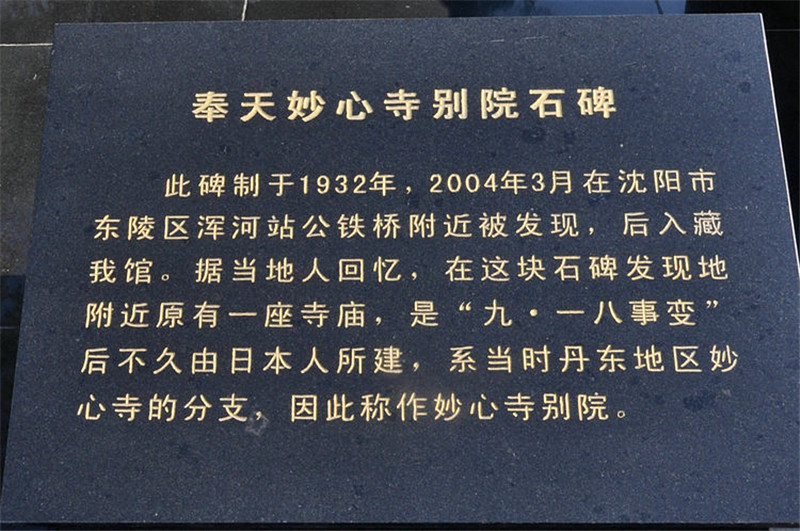 奉天妙心寺别院石碑
此碑制于1932年，2004年3月在沈阳市
东陵区浑河站公铁桥附近被发现，后入藏
我馆。据当地人回忆，在这块石碑发现地
附近原有一座寺庙，是“九·一八事变”
后不久由日本人所建，系当时丹东地区妙
心寺的分支，因此称作妙心寺别院。